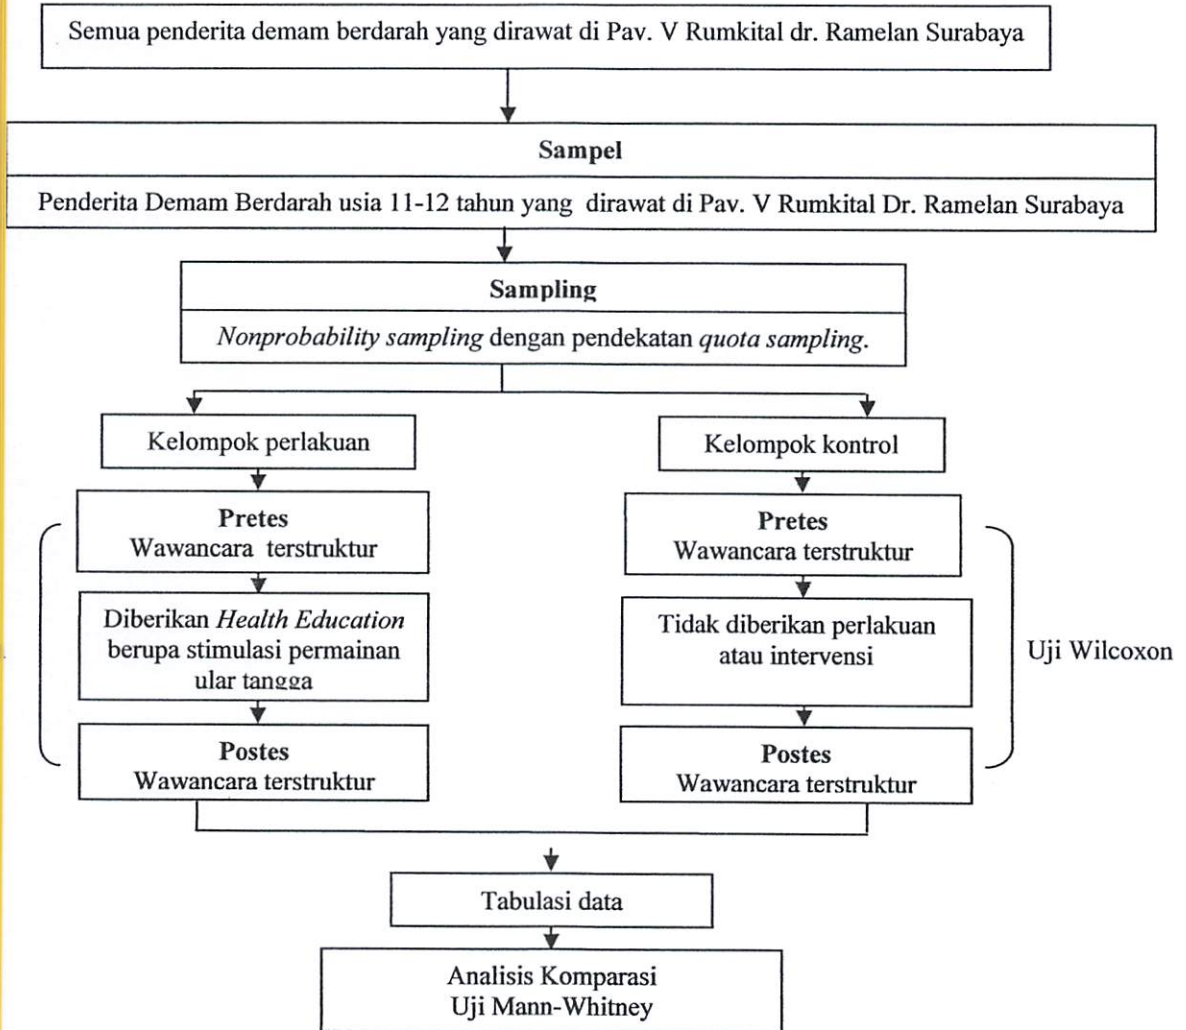 Semua penderita demam berdarah yang dirawat di Pav. V Rumkital dr. Ramelan Surabaya
Sampel
Penderita Demam Berdarah usia 11-12 tahun yang dirawat di Pav. V Rumkital Dr. Ramelan Surabaya
Sampling
Nonprobability sampling dengan pendekatan quota sampling.
Kelompok perlakuan
Kelompok kontrol
Pretes
Wawancara terstruktur
Pretes
Wawancara terstruktur
Diberikan Health Education
berupa stimulasi permainan
ular tangga
Tidak diberikan perlakuan
atau intervensi
Uji Wilcoxon
Postes
Wawancara terstruktur
Postes
Wawancara terstruktur
Tabulasi data
Analisis Komparasi
Uji Mann-Whitney